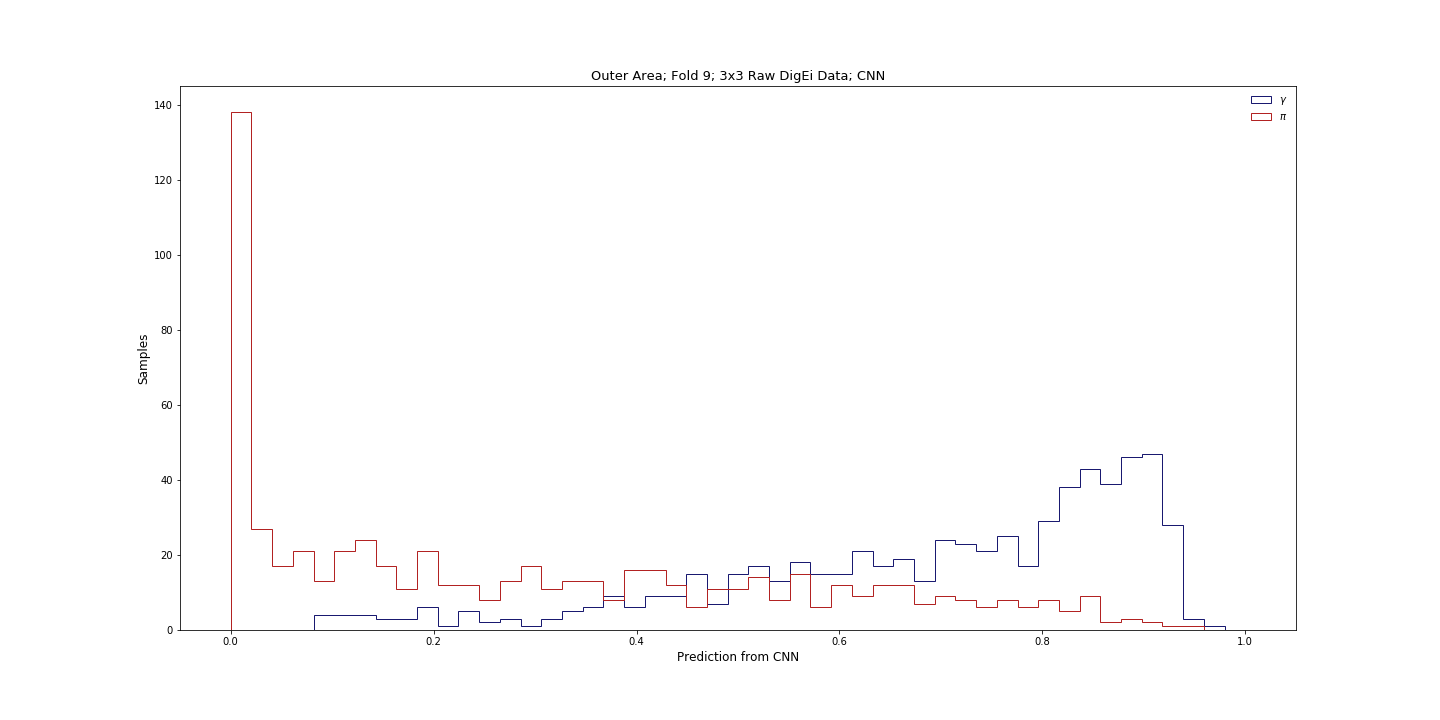 Outer Area; Fold 9; 3x3 Raw DigEi Data; CNN
γ
π
140
120
100
80
60
40
20
0
Samples
0.0 0.2 0.4 0.6 0.8 1.0
Prediction from CNN